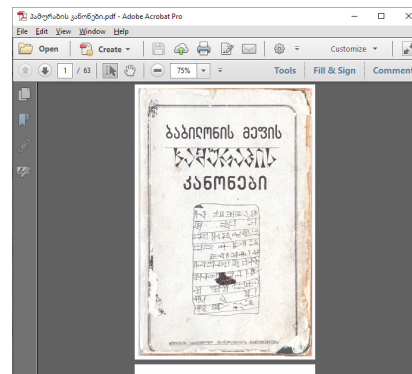 ჰამურაბის კანონები.pdf - Adobe Acrobat Pro
File Edit View Window Help
Open Create Customize
1 / 63 75% Tools Fill & Sign Comment
ბაბილონის მეფის
ხამურაბის
კანონები